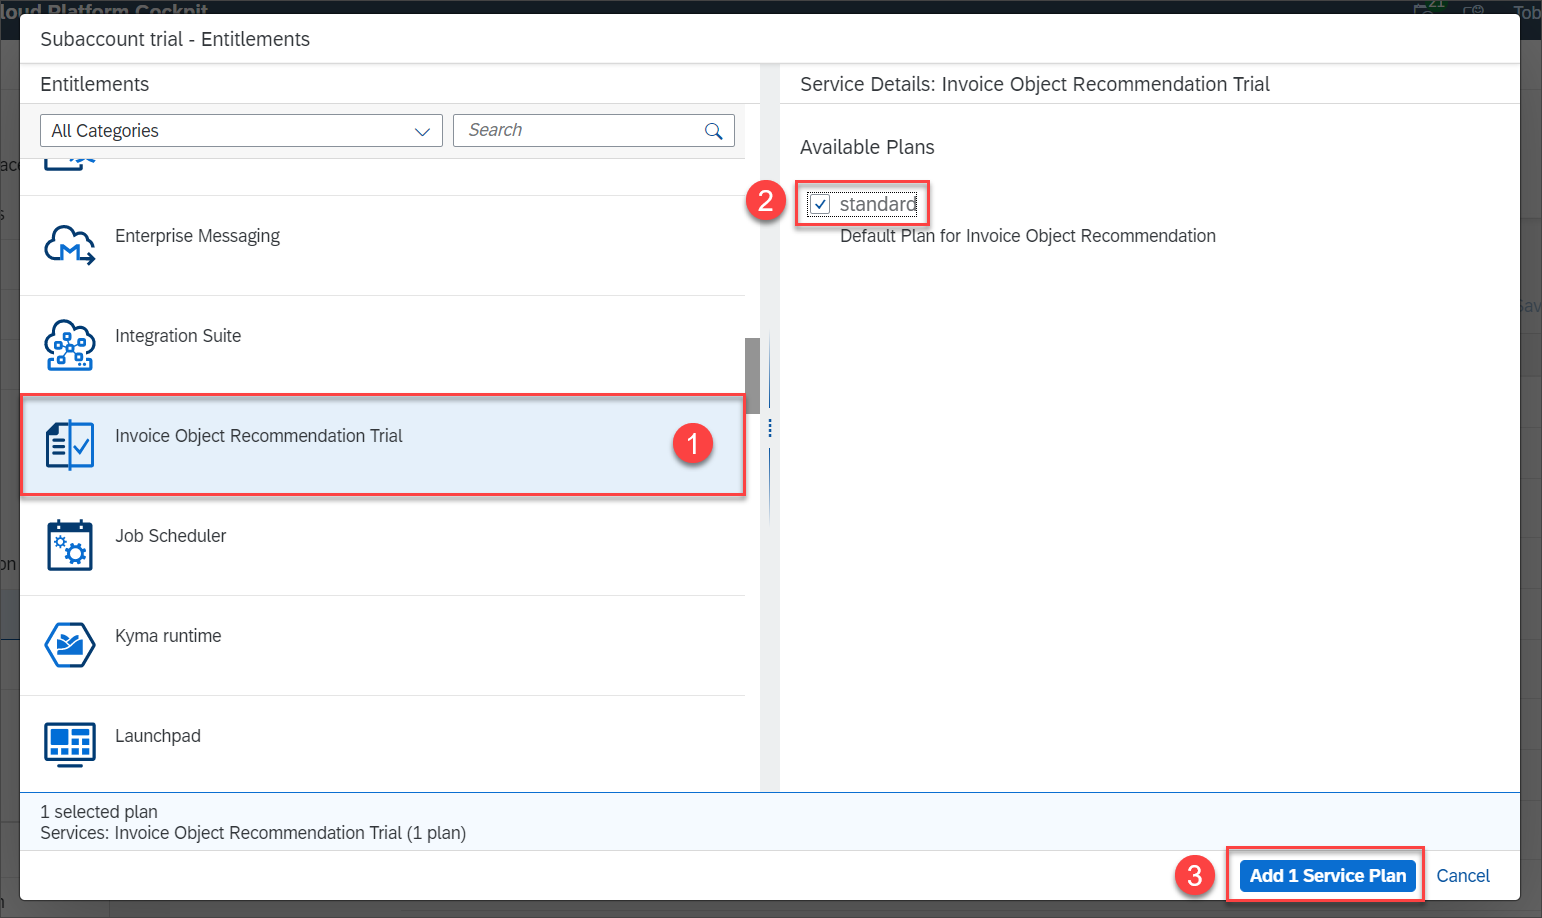 loud Platform Cockpit
21
Tob
Subaccount trial - Entitlements
Entitlements
All Categories
Search
Enterprise Messaging
Integration Suite
Invoice Object Recommendation Trial
1
Job Scheduler
Kyma runtime
Launchpad
Service Details: Invoice Object Recommendation Trial
Available Plans
2
standard
Default Plan for Invoice Object Recommendation
1 selected plan
Services: Invoice Object Recommendation Trial (1 plan)
3
Add 1 Service Plan
Cancel